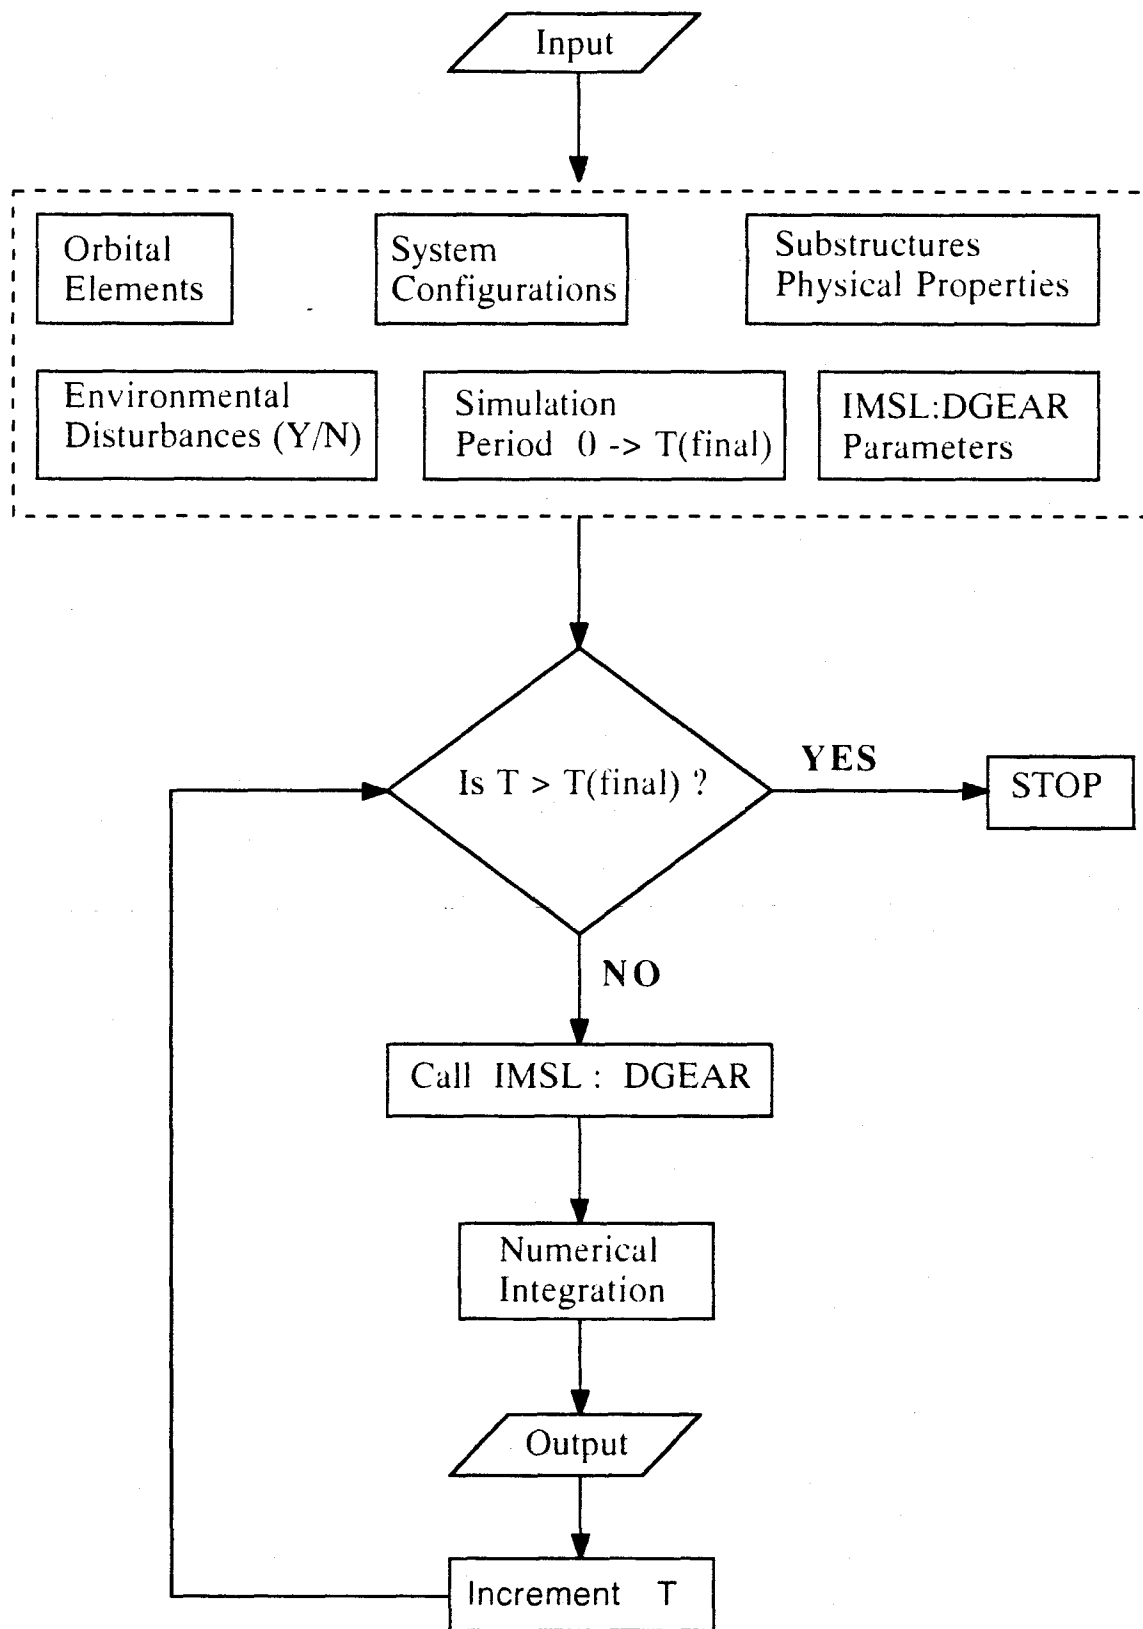 Input
Orbital
Elements
System
Configurations
Substructures
Physical Properties
Environmental
Disturbances (Y/N)
Simulation
Period 0 -> T(final)
IMSL:DGEAR
Parameters
Is T > T(final) ?
YES
STOP
NO
Call IMSL : DGEAR
Numerical
Integration
Output
Increment T